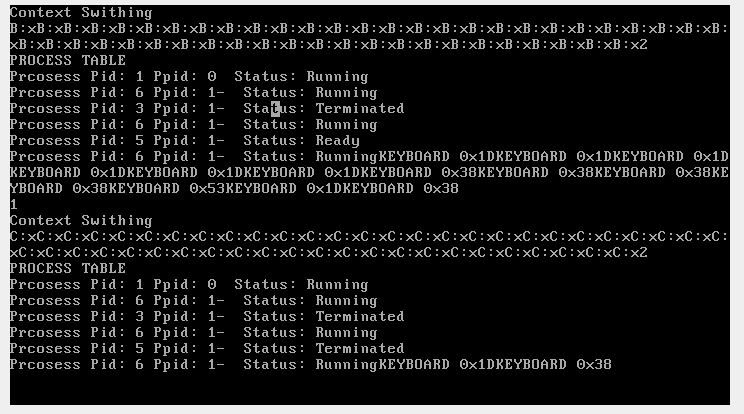 Context Swithing
B:xB:xB:xB:xB:xB:xB:xB:xB:xB:xB:xB:xB:xB:xB:xB:xB:xB:xB:xB:xB:xB:xB:xB:xB:xB:xB:
xB:xB:xB:xB:xB:xB:xB:xB:xB:xB:xB:xB:xB:xB:xB:xB:xB:xB:xB:xB:xB:xB:xB:x2
PROCESS TABLE
Prcosess Pid: 1 Ppid: 0  Status: Running
Prcosess Pid: 6 Ppid: 1-  Status: Running
Prcosess Pid: 3 Ppid: 1-  Status: Terminated
Prcosess Pid: 6 Ppid: 1-  Status: Running
Prcosess Pid: 5 Ppid: 1-  Status: Ready
Prcosess Pid: 6 Ppid: 1-  Status: RunningKEYBOARD 0x1DKEYBOARD 0x1DKEYBOARD 0x1D
KEYBOARD 0x1DKEYBOARD 0x1DKEYBOARD 0x1DKEYBOARD 0x38KEYBOARD 0x38KEYBOARD 0x38KE
YBOARD 0x38KEYBOARD 0x53KEYBOARD 0x1DKEYBOARD 0x38
1
Context Swithing
C:xC:xC:xC:xC:xC:xC:xC:xC:xC:xC:xC:xC:xC:xC:xC:xC:xC:xC:xC:xC:xC:xC:xC:xC:xC:xC:
xC:xC:xC:xC:xC:xC:xC:xC:xC:xC:xC:xC:xC:xC:xC:xC:xC:xC:xC:xC:xC:xC:xC:x2
PROCESS TABLE
Prcosess Pid: 1 Ppid: 0  Status: Running
Prcosess Pid: 6 Ppid: 1-  Status: Running
Prcosess Pid: 3 Ppid: 1-  Status: Terminated
Prcosess Pid: 6 Ppid: 1-  Status: Running
Prcosess Pid: 5 Ppid: 1-  Status: Terminated
Prcosess Pid: 6 Ppid: 1-  Status: RunningKEYBOARD 0x1DKEYBOARD 0x38